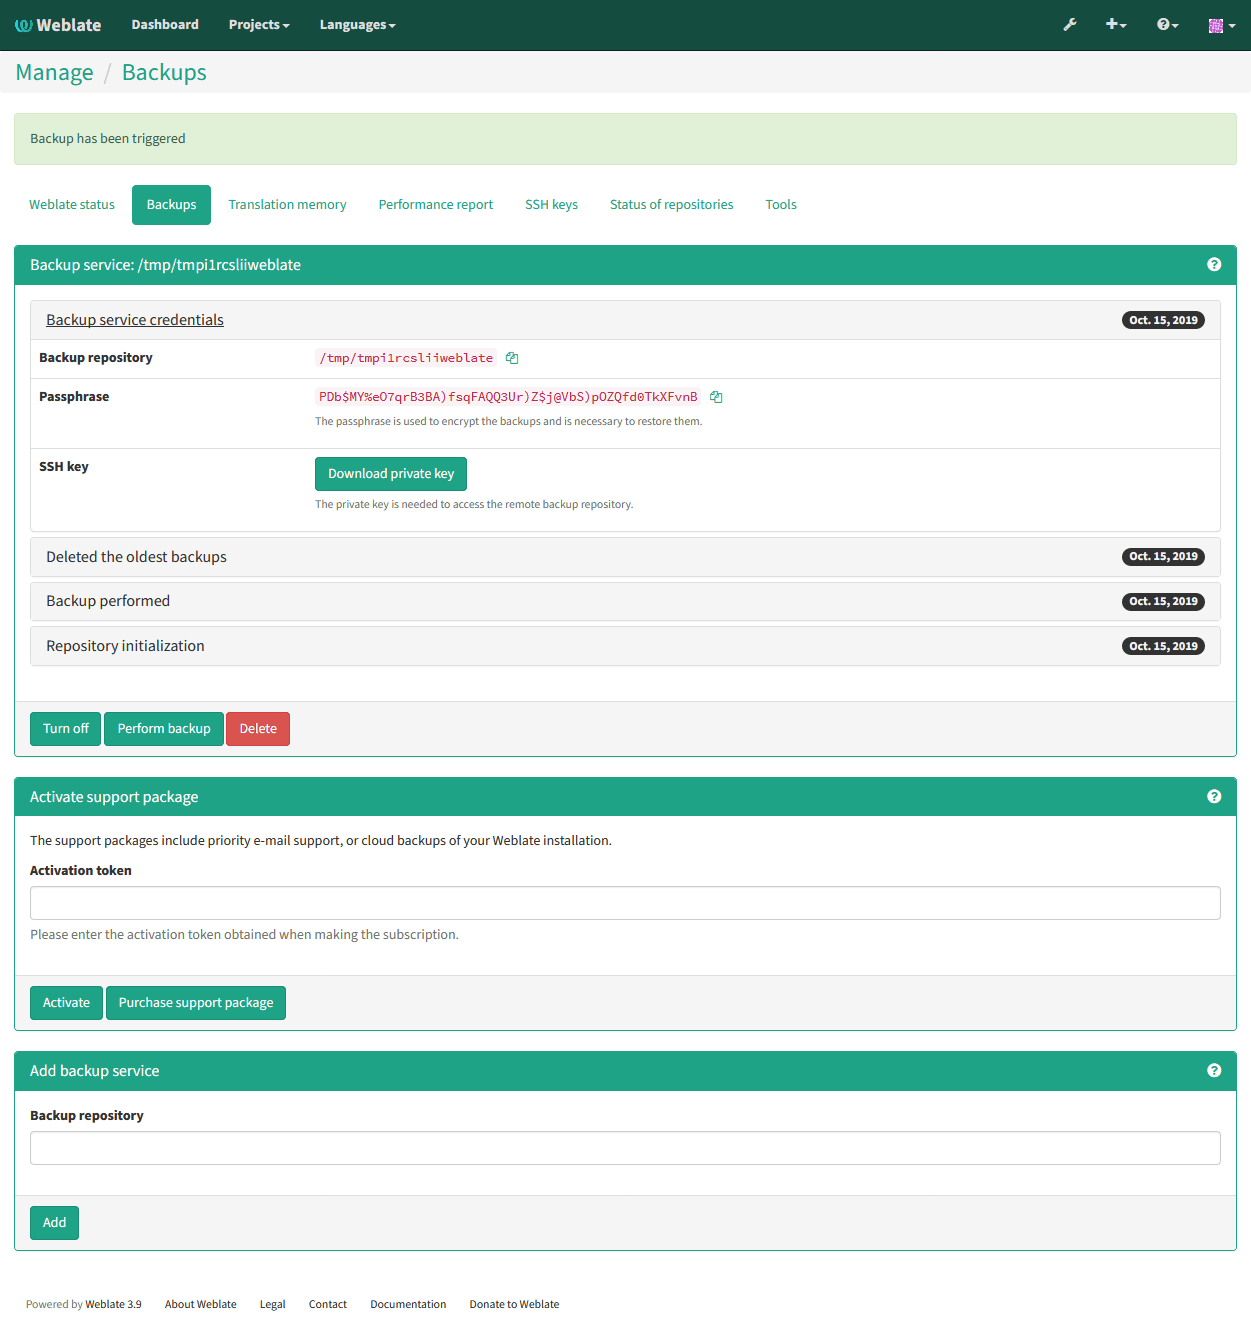 Weblate Dashboard Projects Languages
Manage / Backups
Backup has been triggered
Weblate status Backups Translation memory Performance report SSH keys Status of repositories Tools
Backup service: /tmp/tmpi1rcsliiweblate
Backup service credentials Oct. 15, 2019
Backup repository /tmp/tmpi1rcsliiweblate
Passphrase PDb$MY%eO7qrB3BA)fsqFAQQ3Ur)Z$j@VbS)pOZQfd0TkXFvnB
The passphrase is used to encrypt the backups and is necessary to restore them.
SSH key Download private key
The private key is needed to access the remote backup repository.
Deleted the oldest backups Oct. 15, 2019
Backup performed Oct. 15, 2019
Repository initialization Oct. 15, 2019
Turn off Perform backup Delete
Activate support package
The support packages include priority e-mail support, or cloud backups of your Weblate installation.
Activation token
Please enter the activation token obtained when making the subscription.
Activate Purchase support package
Add backup service
Backup repository
Add
Powered by Weblate 3.9 About Weblate Legal Contact Documentation Donate to Weblate